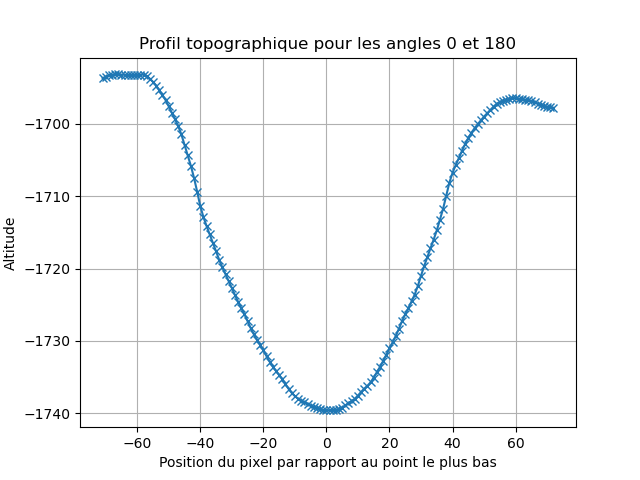 Profil topographique pour les angles 0 et 180
Altitude
−1700
−1710
−1720
−1730
−1740
−60 −40 −20 0 20 40 60
Position du pixel par rapport au point le plus bas